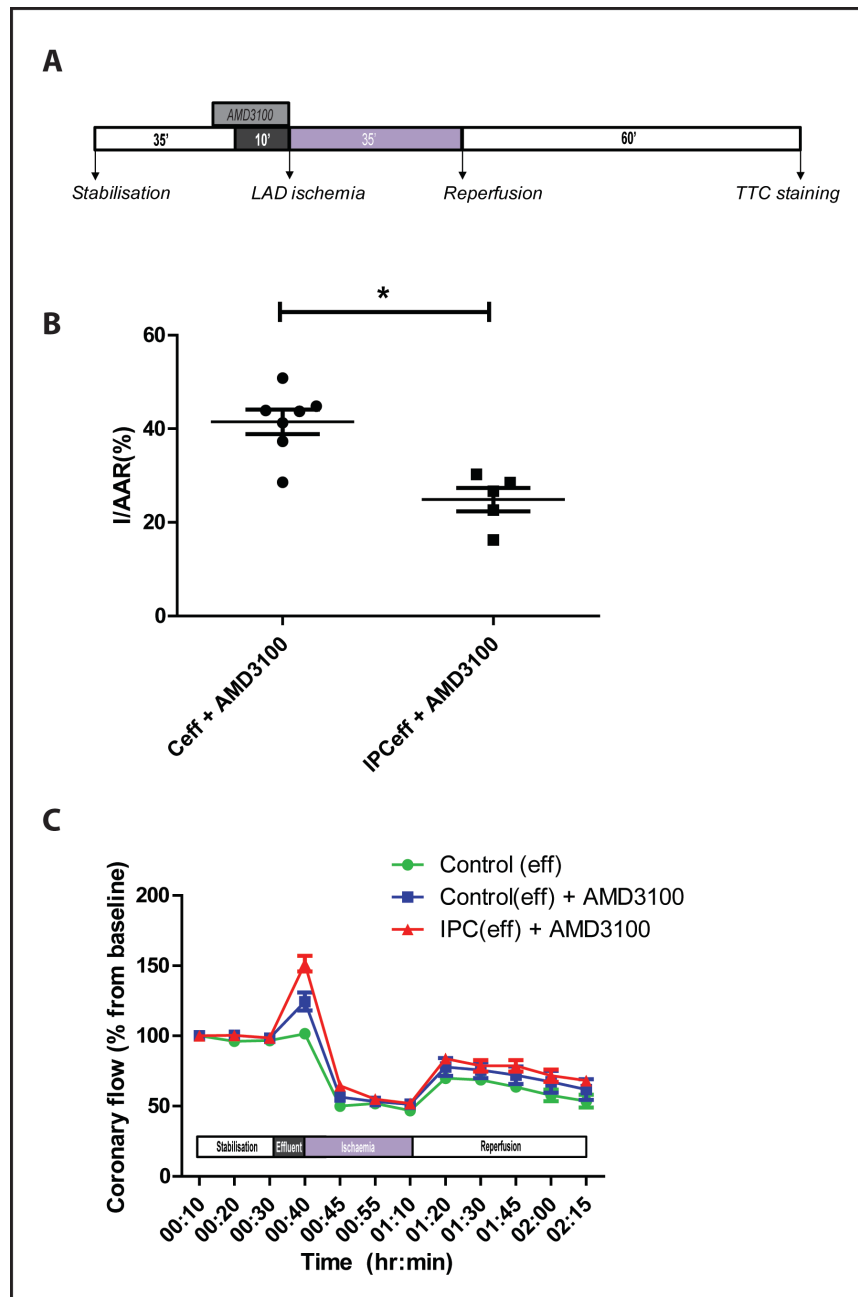 A
AMD3100
35’ 10’ 35’ 60’
Stabilisation LAD ischemia Reperfusion TTC staining
B
*
I/AAR(%)
60
40
20
0
Ceff + AMD3100
IPCeff + AMD3100
C
Control (eff)
Control(eff) + AMD3100
IPC(eff) + AMD3100
Coronary flow (% from baseline)
200
150
100
50
0
Stabilisation Effluent Ischaemia Reperfusion
00:10 00:20 00:30 00:40 00:45 00:55 01:10 01:20 01:30 01:45 02:00 02:15
Time (hr:min)